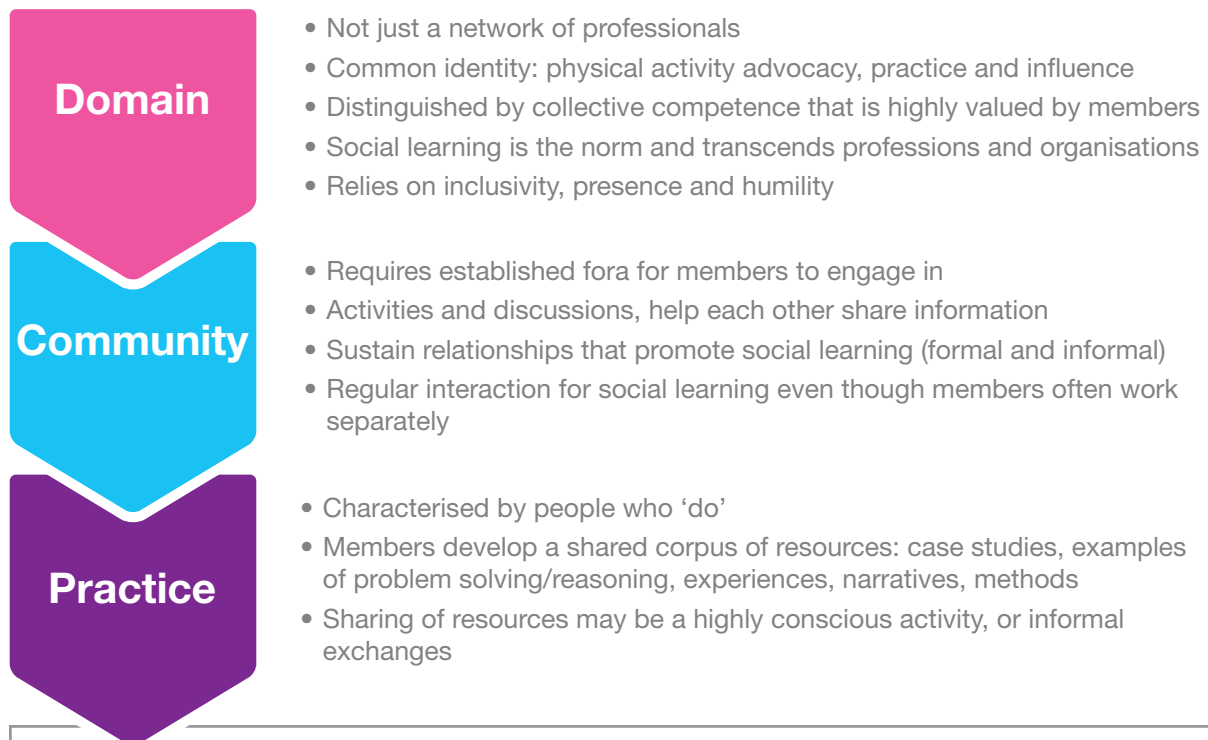 Domain
• Not just a network of professionals
• Common identity: physical activity advocacy, practice and influence
• Distinguished by collective competence that is highly valued by members
• Social learning is the norm and transcends professions and organisations
• Relies on inclusivity, presence and humility
Community
• Requires established fora for members to engage in
• Activities and discussions, help each other share information
• Sustain relationships that promote social learning (formal and informal)
• Regular interaction for social learning even though members often work
separately
Practice
• Characterised by people who ‘do’
• Members develop a shared corpus of resources: case studies, examples
of problem solving/reasoning, experiences, narratives, methods
• Sharing of resources may be a highly conscious activity, or informal
exchanges